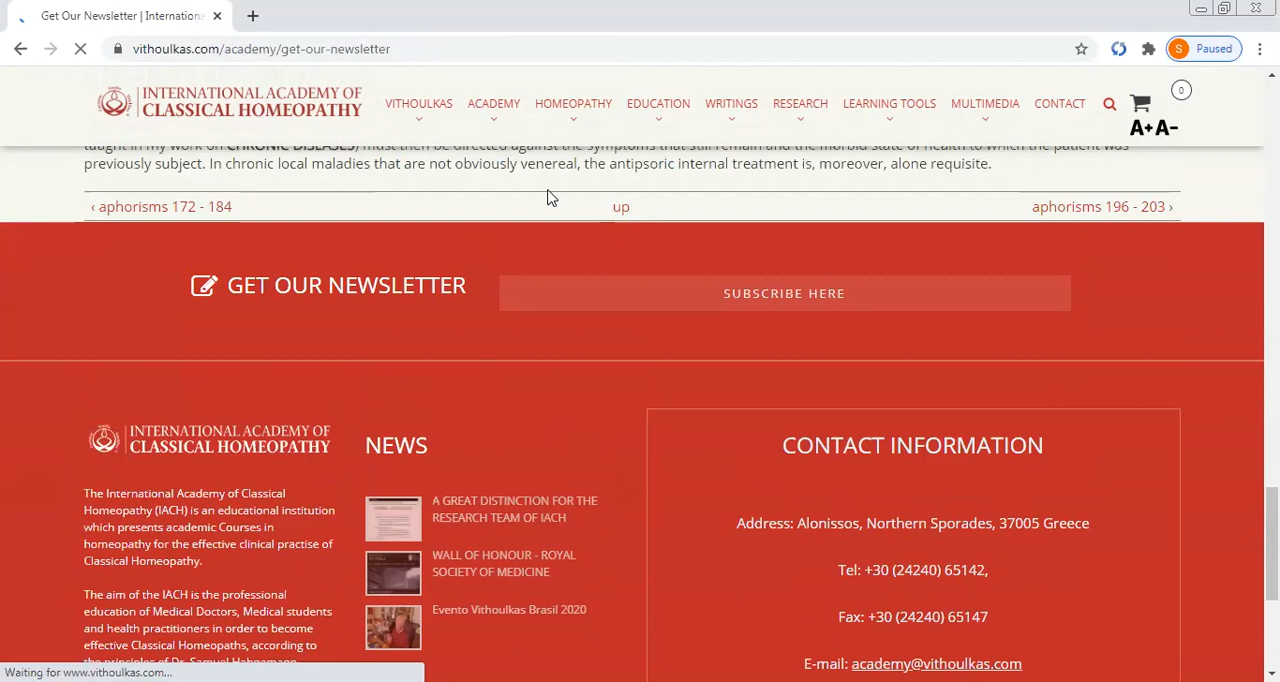 Get Our Newsletter | Internationa
vithoulkas.com/academy/get-our-newsletter
S Paused
INTERNATIONAL ACADEMY OF
CLASSICAL HOMEOPATHY
VITHOULKAS ACADEMY HOMEOPATHY EDUCATION WRITINGS RESEARCH LEARNING TOOLS MULTIMEDIA CONTACT
0
A+A-
taught in my work on CHRONIC DISEASES) must then be directed against the symptoms that still remain and the morbid state of health to which the patient was
previously subject. In chronic local maladies that are not obviously venereal, the antipsoric internal treatment is, moreover, alone requisite.
‹ aphorisms 172 - 184 up aphorisms 196 - 203 ›
GET OUR NEWSLETTER
SUBSCRIBE HERE
INTERNATIONAL ACADEMY OF
CLASSICAL HOMEOPATHY
The International Academy of Classical
Homeopathy (IACH) is an educational institution
which presents academic Courses in
homeopathy for the effective clinical practise of
Classical Homeopathy.
The aim of the IACH is the professional
education of Medical Doctors, Medical students
and health practitioners in order to become
effective Classical Homeopaths, according to
the principles of Dr. Samuel Hahnemann
NEWS
A GREAT DISTINCTION FOR THE
RESEARCH TEAM OF IACH
WALL OF HONOUR - ROYAL
SOCIETY OF MEDICINE
Evento Vithoulkas Brasil 2020
CONTACT INFORMATION
Address: Alonissos, Northern Sporades, 37005 Greece
Tel: +30 (24240) 65142,
Fax: +30 (24240) 65147
E-mail: academy@vithoulkas.com
Waiting for www.vithoulkas.com...